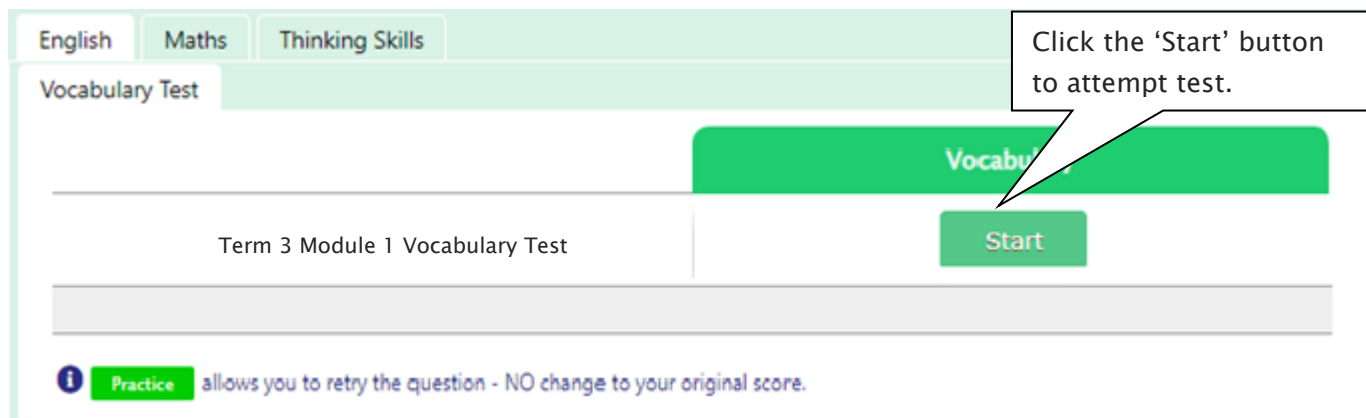 English Maths Thinking Skills
Click the ‘Start’ button
to attempt test.
Vocabulary Test
Term 3 Module 1 Vocabulary Test
Start
Practice allows you to retry the question - NO change to your original score.